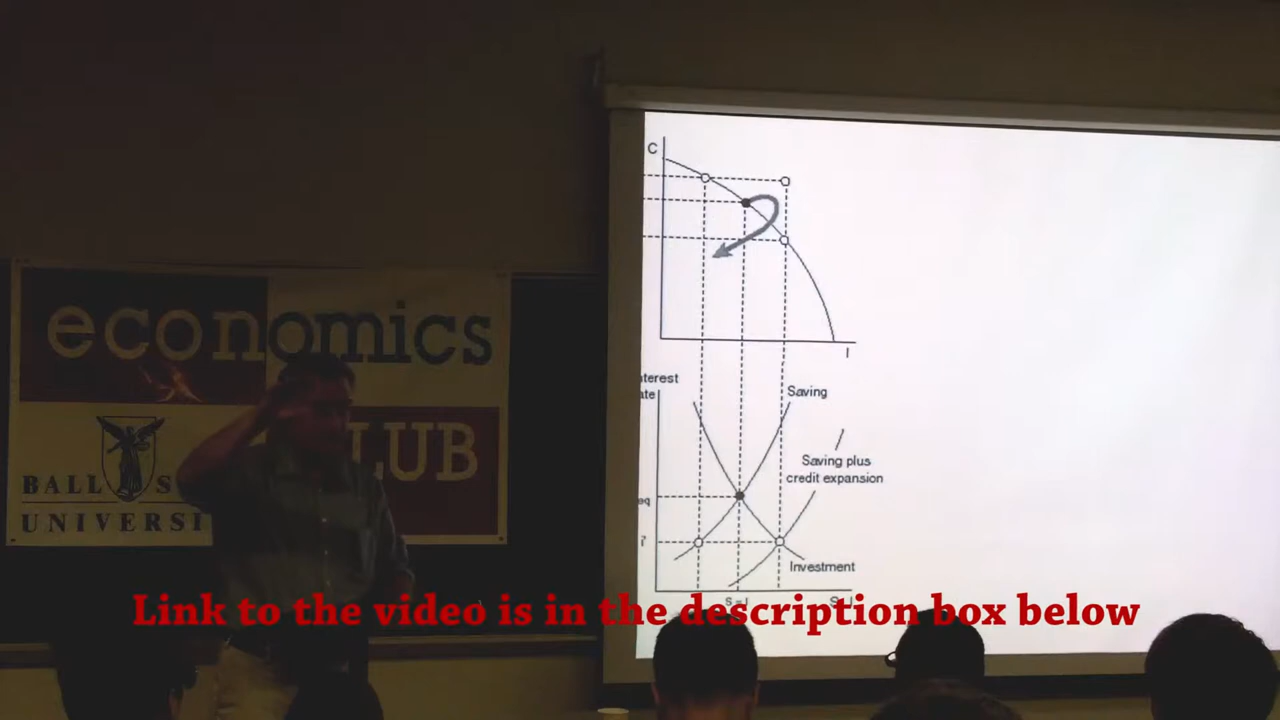 economics
LUB
BALL S
UNIVERSI
C
I
nterest
ate
Saving
Saving plus
credit expansion
eq
Investment
Link to the video is in the description box below